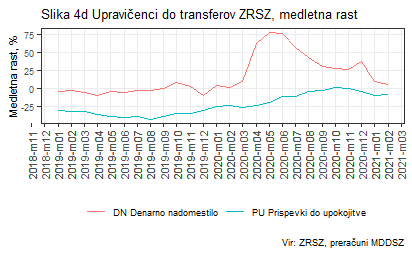 Slika 4d Upravičenci do transferov ZRSZ, medletna rast
Medletna rast, %
75
50
25
0
-25
2018-m11
2018-m12
2019-m01
2019-m02
2019-m03
2019-m04
2019-m05
2019-m06
2019-m07
2019-m08
2019-m09
2019-m10
2019-m11
2019-m12
2020-m01
2020-m02
2020-m03
2020-m04
2020-m05
2020-m06
2020-m07
2020-m08
2020-m09
2020-m10
2020-m11
2020-m12
2021-m01
2021-m02
2021-m03
DN Denarno nadomestilo
PU Prispevki do upokojitve
Vir: ZRSZ, preračuni MDDSZ